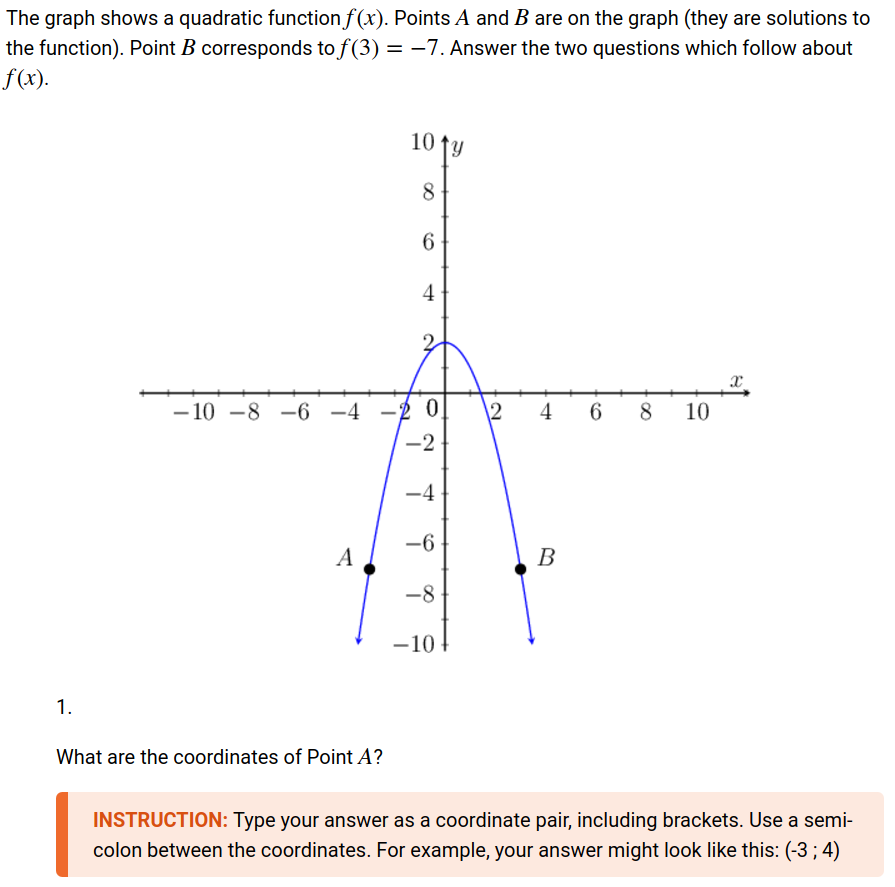 The graph shows a quadratic function f(x). Points A and B are on the graph (they are solutions to
the function). Point B corresponds to f(3) = −7. Answer the two questions which follow about
f(x).
10 y
8
6
4
2
x
−10 −8 −6 −4 −2 0 2 4 6 8 10
−2
−4
−6
A B
−8
−10
1.
What are the coordinates of Point A?
INSTRUCTION: Type your answer as a coordinate pair, including brackets. Use a semi-
colon between the coordinates. For example, your answer might look like this: (-3 ; 4)